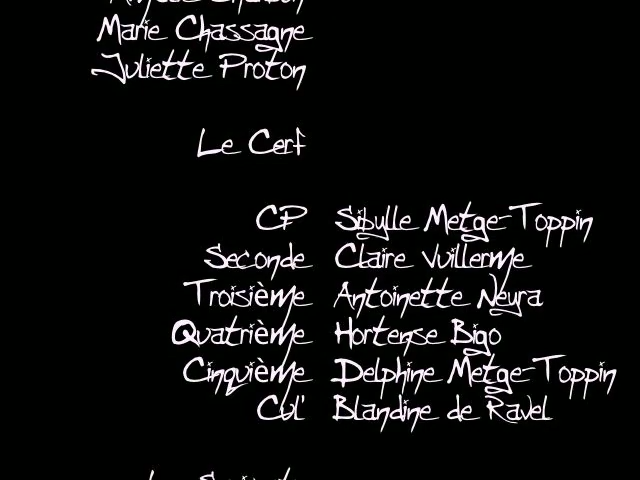 Marie Chassagne
Juliette Proton
Le Cerf
CP Sibylle Metge-Toppin
Seconde Claire Vuillerme
Troisième Antoinette Neyra
Quatrième Hortense Bigo
Cinquième Delphine Metge-Toppin
Cul' Blandine de Ravel